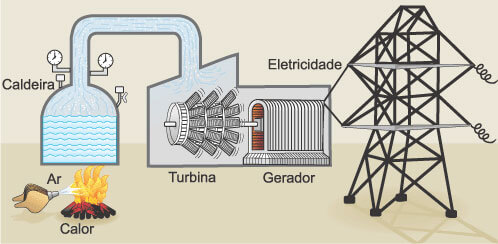 Caldeira
Eletricidade
Turbina
Gerador
Ar
Calor